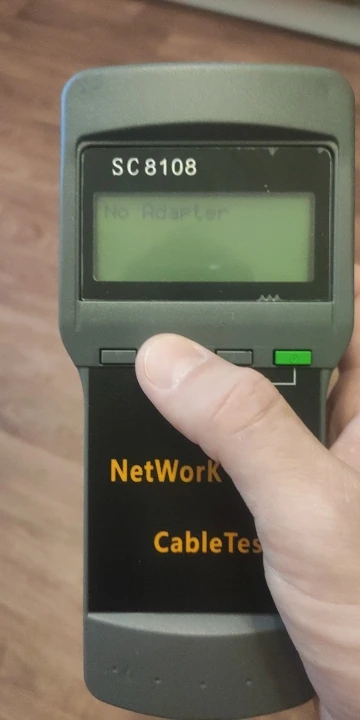 SC8108
No Adapter
NetWork
CableTes